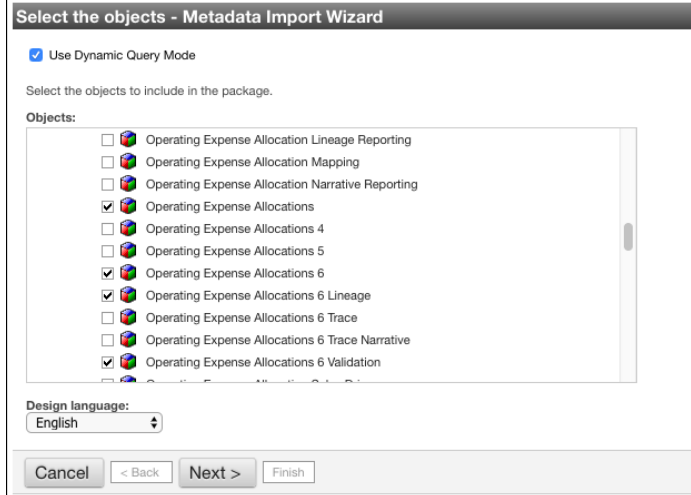 Select the objects - Metadata Import Wizard
Use Dynamic Query Mode
Select the objects to include in the package.
Objects:
Operating Expense Allocation Lineage Reporting
Operating Expense Allocation Mapping
Operating Expense Allocation Narrative Reporting
Operating Expense Allocations
Operating Expense Allocations 4
Operating Expense Allocations 5
Operating Expense Allocations 6
Operating Expense Allocations 6 Lineage
Operating Expense Allocations 6 Trace
Operating Expense Allocations 6 Trace Narrative
Operating Expense Allocations 6 Validation
Design language:
English
Cancel < Back Next > Finish